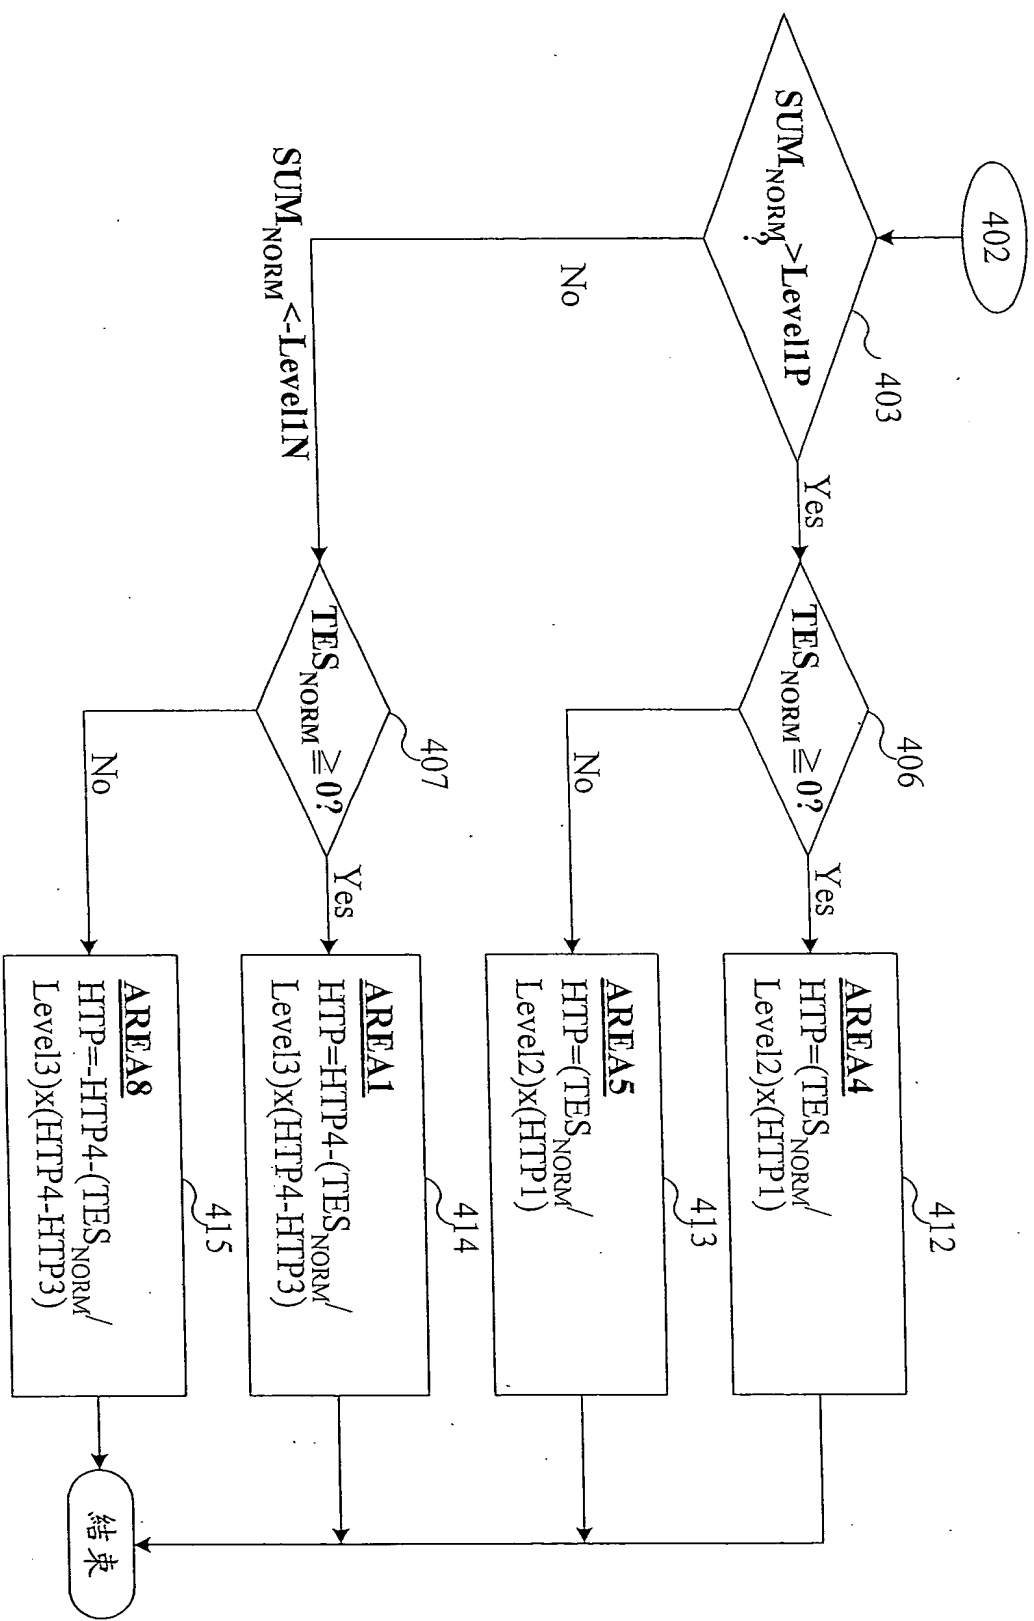 402
SUM_NORM>Level1P
?
403
Yes
No
SUM_NORM<-Level1N
TES_NORM≧0?
406
Yes
No
TES_NORM≧0?
407
Yes
No
AREA4
HTP=(TES_NORM/
Level2)x(HTP1)
412
AREA5
HTP=(TES_NORM/
Level2)x(HTP1)
413
AREA1
HTP=HTP4-(TES_NORM/
Level3)x(HTP4-HTP3)
414
AREA8
HTP=-HTP4-(TES_NORM/
Level3)x(HTP4-HTP3)
415
結束